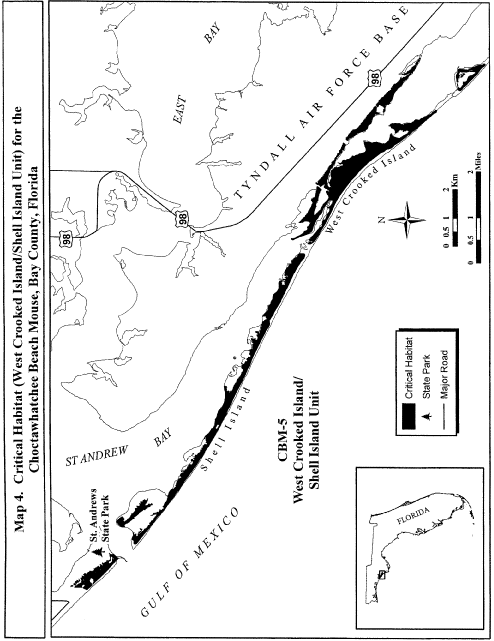 Map 4. Critical Habitat (West Crooked Island/Shell Island Unit) for the
Choctawhatchee Beach Mouse, Bay County, Florida
98
98
98
EAST
BAY
TYNDALL AIR FORCE BASE
ST ANDREW
BAY
St. Andrews
State Park
Shell Island
West Crooked Island
GULF OF MEXICO
CBM-5
West Crooked Island/
Shell Island Unit
N
0 0.5 1 2
Km
0 0.5 1 2
Miles
Critical Habitat
State Park
Major Road
FLORIDA